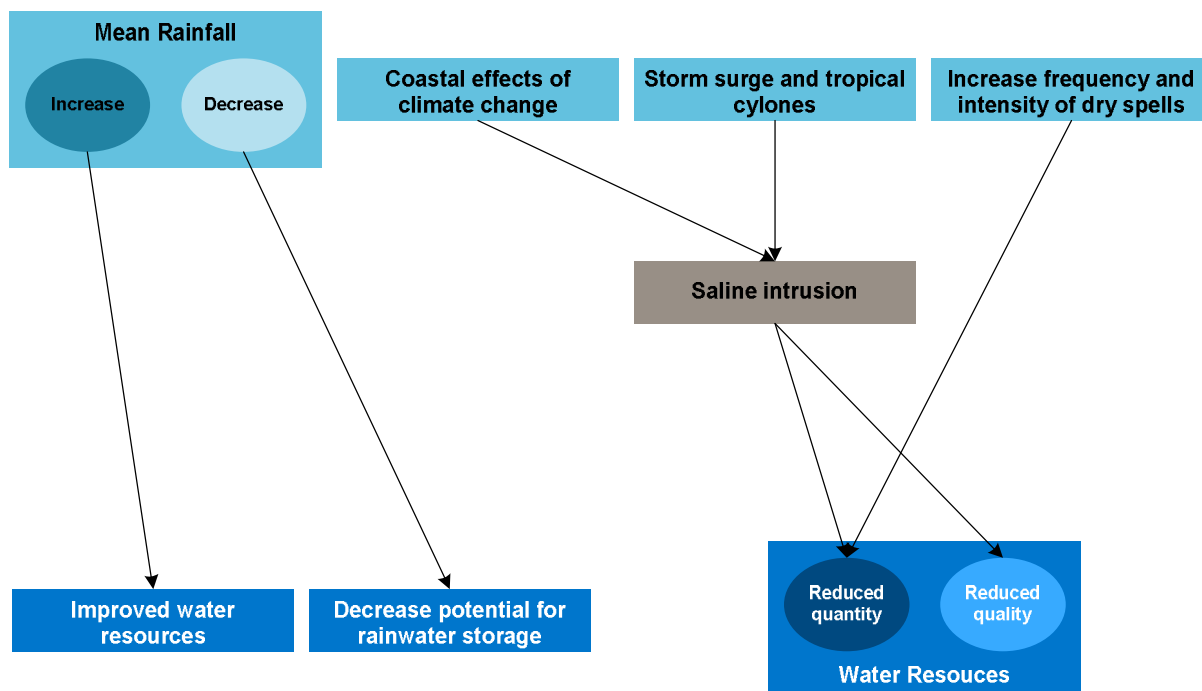 Mean Rainfall
Increase
Decrease
Coastal effects of
climate change
Storm surge and tropical
cylones
Increase frequency and
intensity of dry spells
Saline intrusion
Improved water
resources
Decrease potential for
rainwater storage
Reduced
quantity
Reduced
quality
Water Resouces